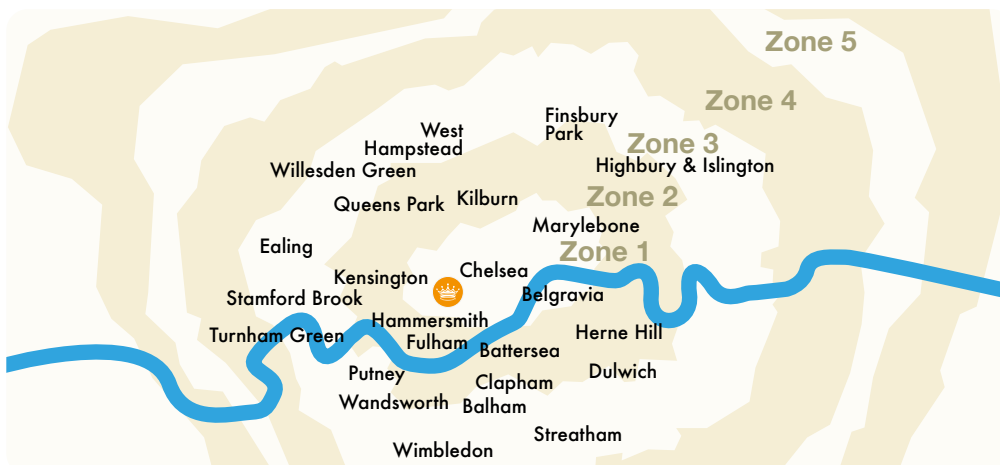 Zone 5
Zone 4
Finsbury
Park
West
Hampstead
Zone 3
Highbury & Islington
Willesden Green
Zone 2
Kilburn
Queens Park
Marylebone
Ealing
Zone 1
Chelsea
Kensington
Belgravia
Stamford Brook
Hammersmith
Turnham Green
Herne Hill
Fulham
Battersea
Dulwich
Putney
Clapham
Wandsworth
Balham
Streatham
Wimbledon